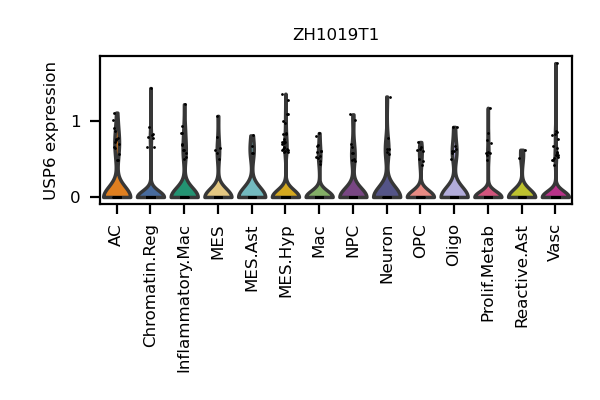 ZH1019T1
USP6 expression
1
0
AC
Chromatin.Reg
Inflammatory.Mac
MES
MES.Ast
MES.Hyp
Mac
NPC
Neuron
OPC
Oligo
Prolif.Metab
Reactive.Ast
Vasc